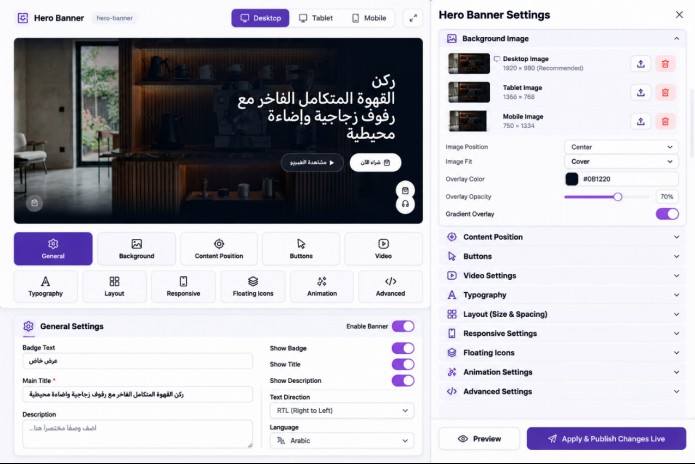 Hero Banner
hero-banner
Desktop
Tablet
Mobile
ركن
القهوة المتكامل الفاخر مع
رفوف زجاجية وإضاءة
محيطية
شراء الآن
مشاهدة الفيديو
General
Background
Content Position
Buttons
Video
Typography
Layout
Responsive
Floating Icons
Animation
Advanced
General Settings
Enable Banner
Badge Text
عرض خاص
Main Title *
ركن القهوة المتكامل الفاخر مع رفوف زجاجية واضاءة محيطية
Description
اضف وصفا مختصرا هنا...
Show Badge
Show Title
Show Description
Text Direction
RTL (Right to Left)
Language
Arabic
Hero Banner Settings
Background Image
Desktop Image
1920 × 980 (Recommended)
Tablet Image
1366 × 768
Mobile Image
750 × 1334
Image Position
Center
Image Fit
Cover
Overlay Color
#0B1220
Overlay Opacity
70%
Gradient Overlay
Content Position
Buttons
Video Settings
Typography
Layout (Size & Spacing)
Responsive Settings
Floating Icons
Animation Settings
Advanced Settings
Preview
Apply & Publish Changes Live